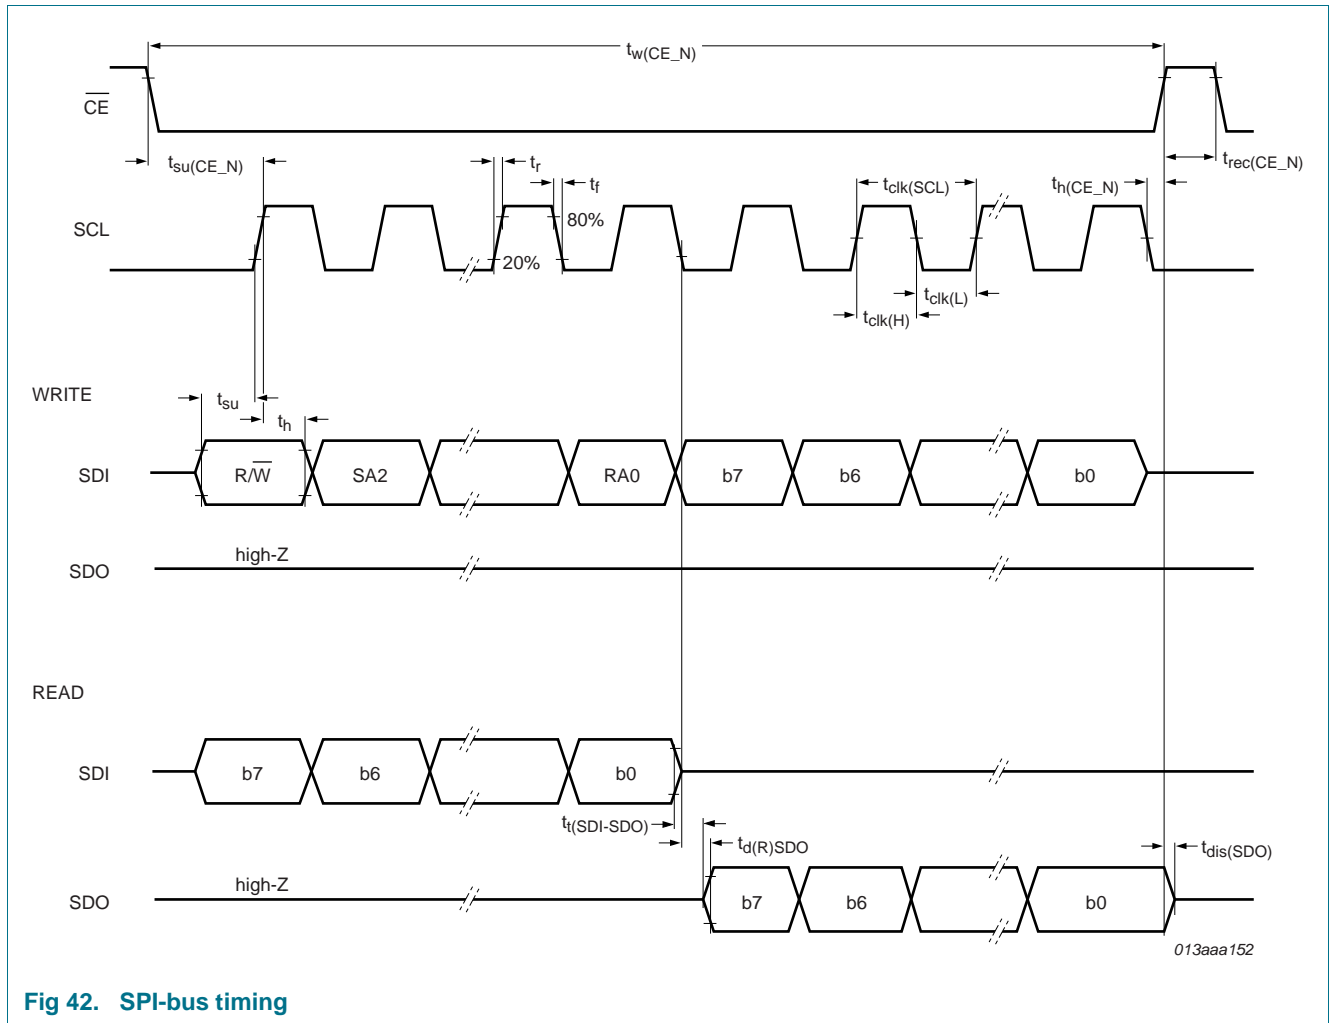 tw(CE_N)
CE
tsu(CE_N)
tr
tf
th(CE_N)
tclk(SCL)
trec(CE_N)
SCL
80%
20%
tclk(L)
tclk(H)
WRITE
tsu
th
SDI
R/W
SA2
RA0
b7
b6
b0
SDO
high-Z
READ
SDI
b7
b6
b0
tt(SDI-SDO)
td(R)SDO
tdis(SDO)
SDO
high-Z
b7
b6
b0
013aaa152
Fig 42. SPI-bus timing